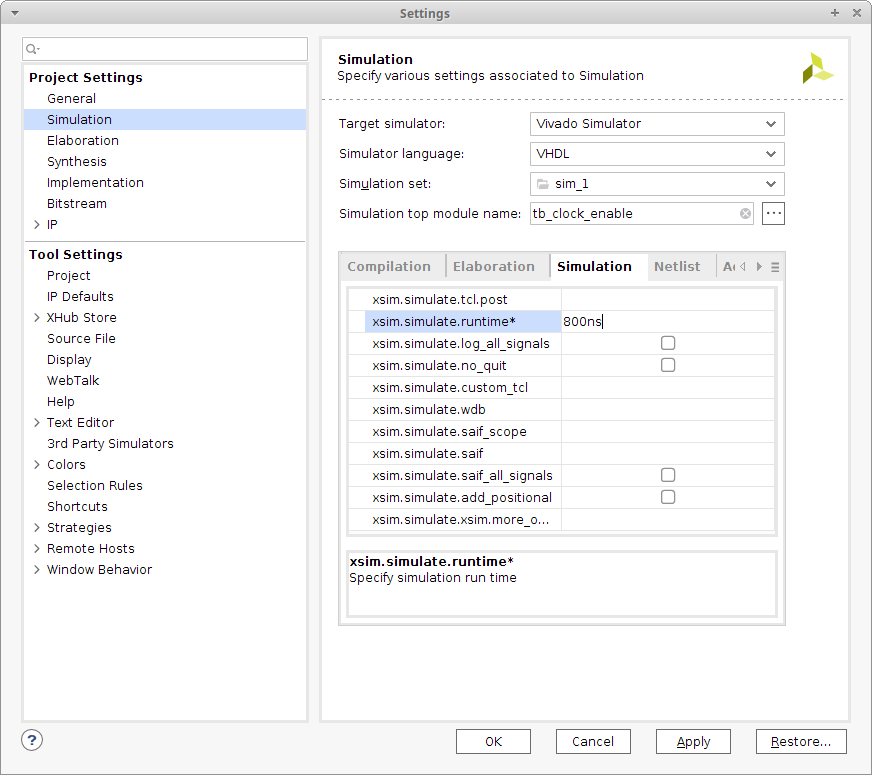 Settings
Project Settings
General
Simulation
Elaboration
Synthesis
Implementation
Bitstream
IP
Tool Settings
Project
IP Defaults
XHub Store
Source File
Display
WebTalk
Help
Text Editor
3rd Party Simulators
Colors
Selection Rules
Shortcuts
Strategies
Remote Hosts
Window Behavior
Simulation
Specify various settings associated to Simulation
Target simulator: Vivado Simulator
Simulator language: VHDL
Simulation set: sim_1
Simulation top module name: tb_clock_enable ...
Compilation Elaboration Simulation Netlist
xsim.simulate.tcl.post
xsim.simulate.runtime* 800ns
xsim.simulate.log_all_signals
xsim.simulate.no_quit
xsim.simulate.custom_tcl
xsim.simulate.wdb
xsim.simulate.saif_scope
xsim.simulate.saif
xsim.simulate.saif_all_signals
xsim.simulate.add_positional
xsim.simulate.xsim.more_o...
xsim.simulate.runtime*
Specify simulation run time
? OK Cancel Apply Restore...